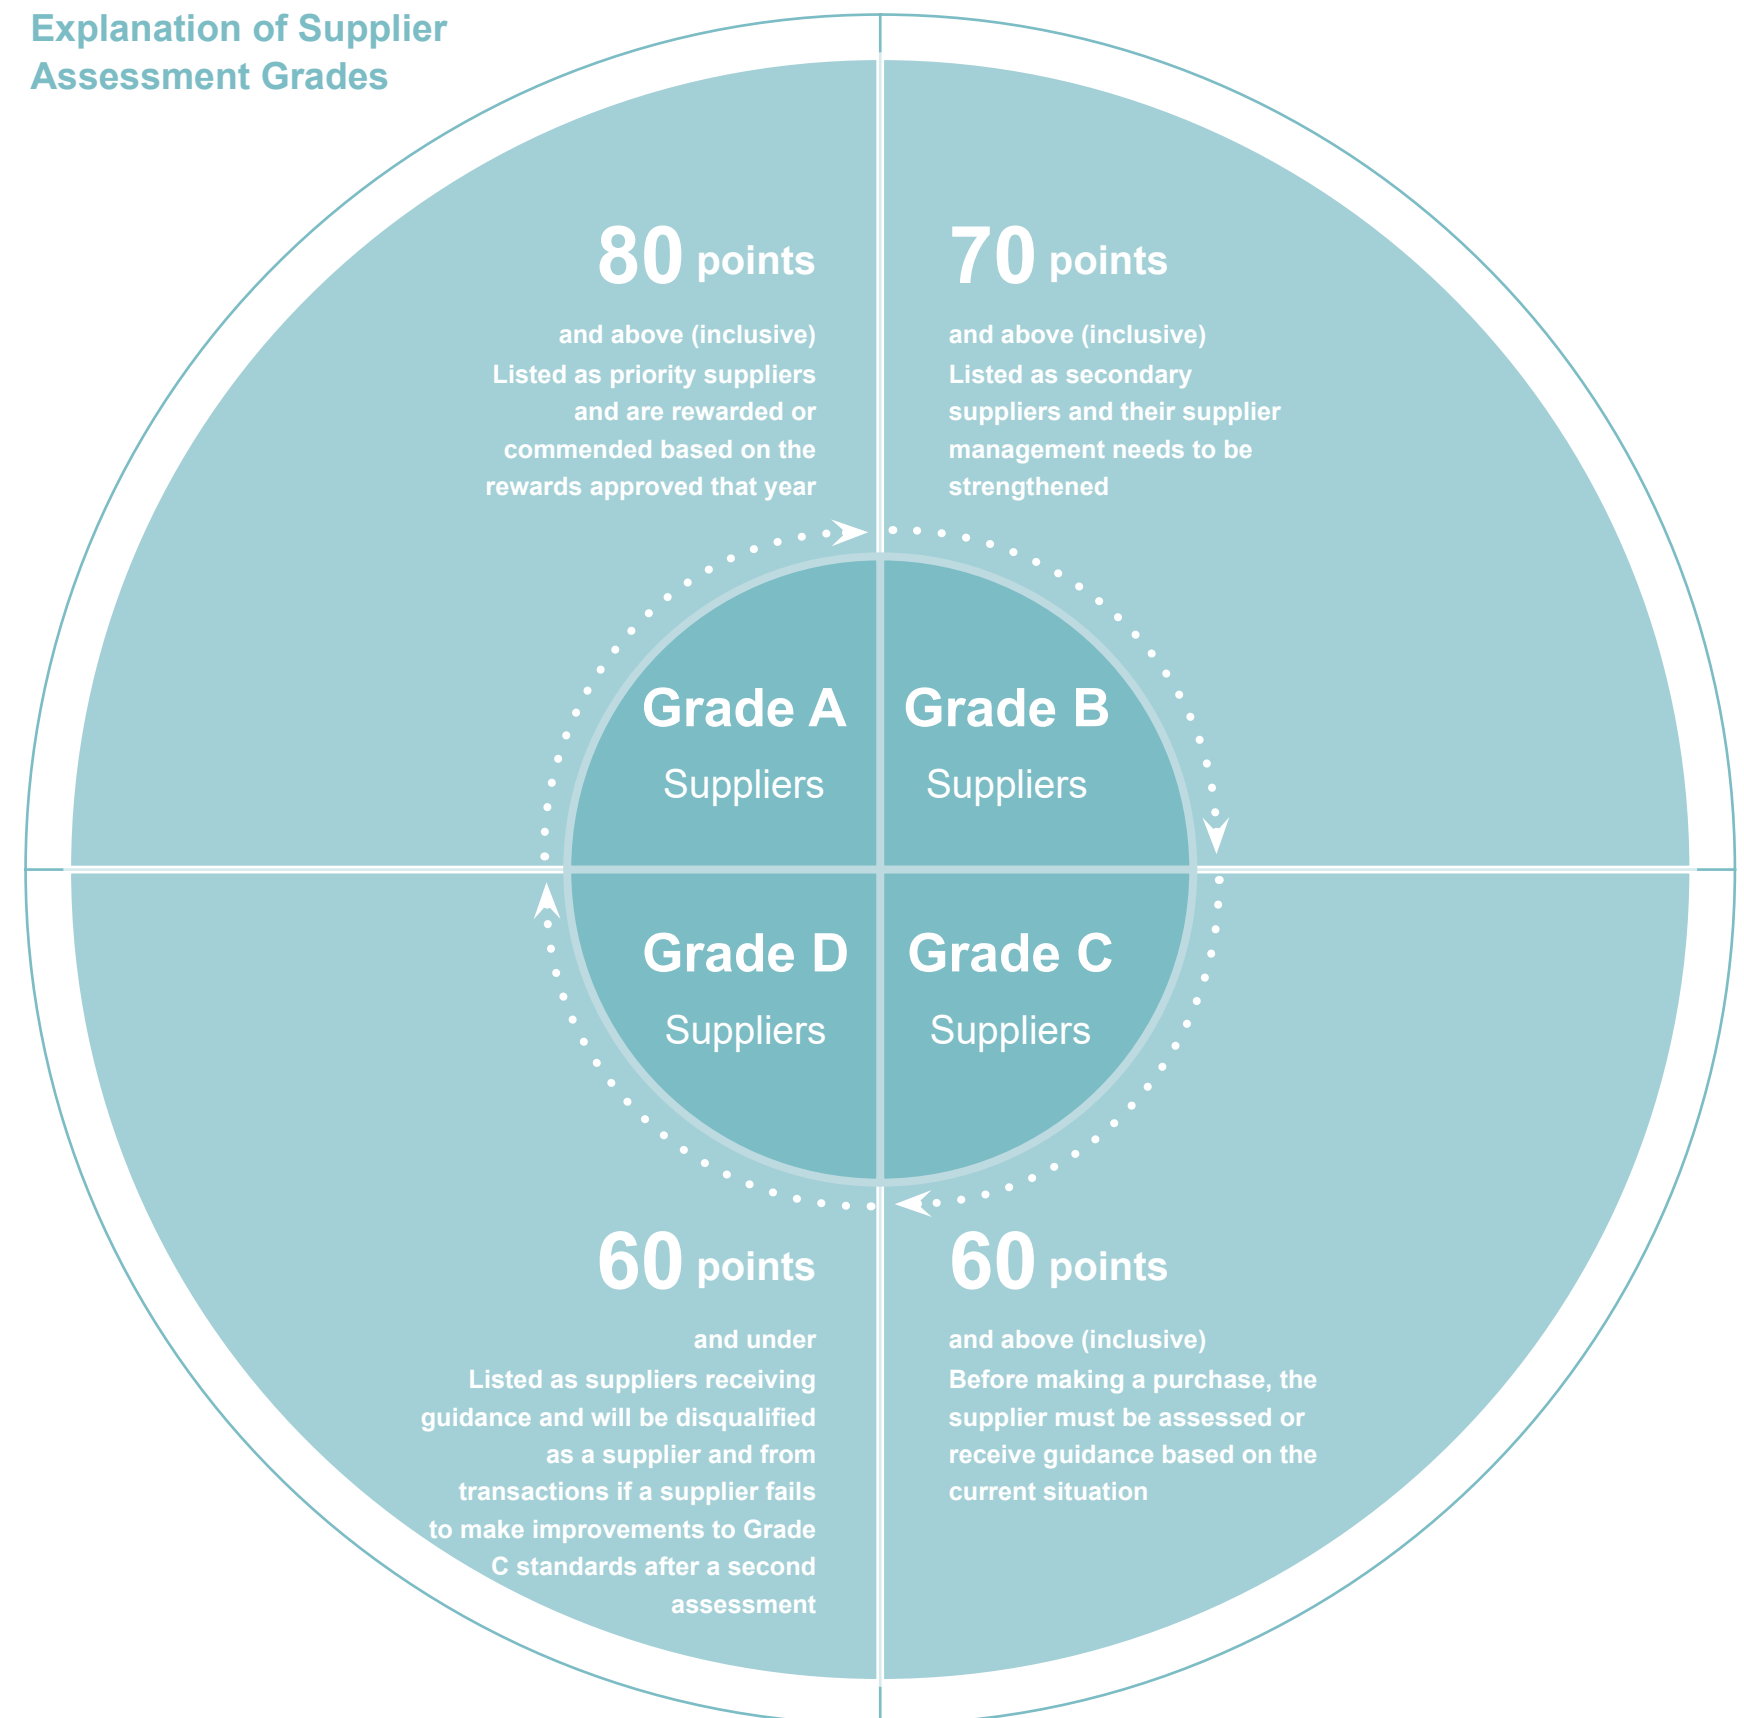 Explanation of Supplier
Assessment Grades
80 points
and above (inclusive)
Listed as priority suppliers
and are rewarded or
commended based on the
rewards approved that year
70 points
and above (inclusive)
Listed as secondary
suppliers and their supplier
management needs to be
strengthened
Grade A
Suppliers
Grade B
Suppliers
Grade D
Suppliers
Grade C
Suppliers
60 points
and under
Listed as suppliers receiving
guidance and will be disqualified
as a supplier and from
transactions if a supplier fails
to make improvements to Grade
C standards after a second
assessment
60 points
and above (inclusive)
Before making a purchase, the
supplier must be assessed or
receive guidance based on the
current situation